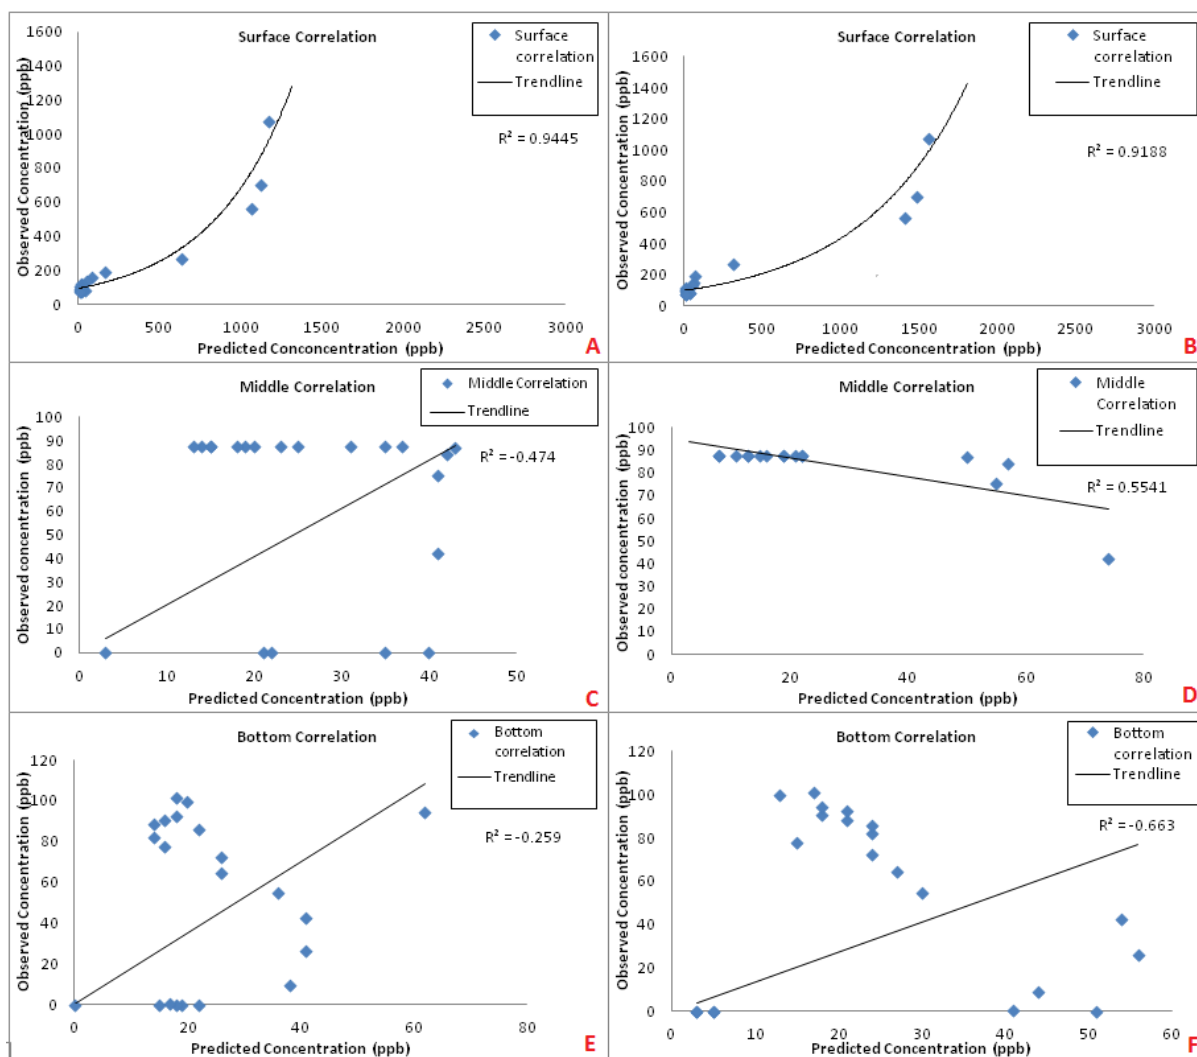 Surface Correlation
Surface
correlation
Trendline
R² = 0.9445
Observed Concentration (ppb)
1600
1400
1200
1000
800
600
400
200
0
0 500 1000 1500 2000 2500 3000
Predicted Conconcentration (ppb)
A
Surface Correlation
Surface
correlation
Trendline
R² = 0.9188
Observed Concentration (ppb)
1600
1400
1200
1000
800
600
400
200
0
0 500 1000 1500 2000 2500 3000
Predicted Conconcentration (ppb)
B
Middle Correlation
Middle Correlation
Trendline
R² = -0.474
Observed concentration (ppb)
100
90
80
70
60
50
40
30
20
10
0
0 10 20 30 40 50
Predicted Concentration (ppb)
C
Middle Correlation
Middle
Correlation
Trendline
R² = 0.5541
Observed concentration (ppb)
100
90
80
70
60
50
40
30
20
10
0
0 20 40 60 80
Predicted Concentration (ppb)
D
Bottom Correlation
Bottom
correlation
Trendline
R² = -0.259
Observed Concentration (ppb)
120
100
80
60
40
20
0
0 20 40 60 80
Predicted Concentration (ppb)
E
Bottom Correlation
Bottom
correlation
Trendline
R² = -0.663
Observed Concentration (ppb)
120
100
80
60
40
20
0
0 10 20 30 40 50 60
Predicted Concentration (ppb)
F